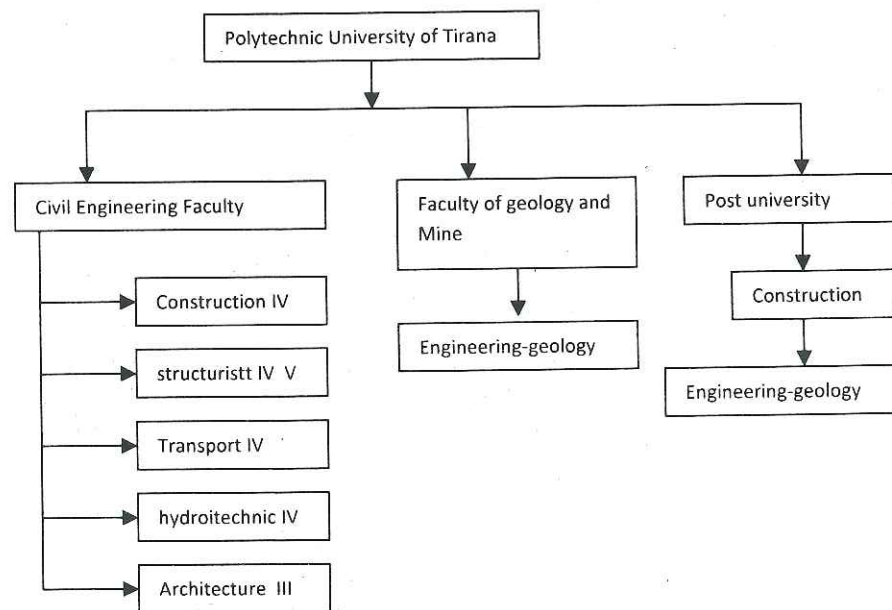 Polytechnic University of Tirana
Civil Engineering Faculty
Construction IV
structuristt IV V
Transport IV
hydroitechnic IV
Architecture III
Faculty of geology and
Mine
Engineering-geology
Post university
Construction
Engineering-geology